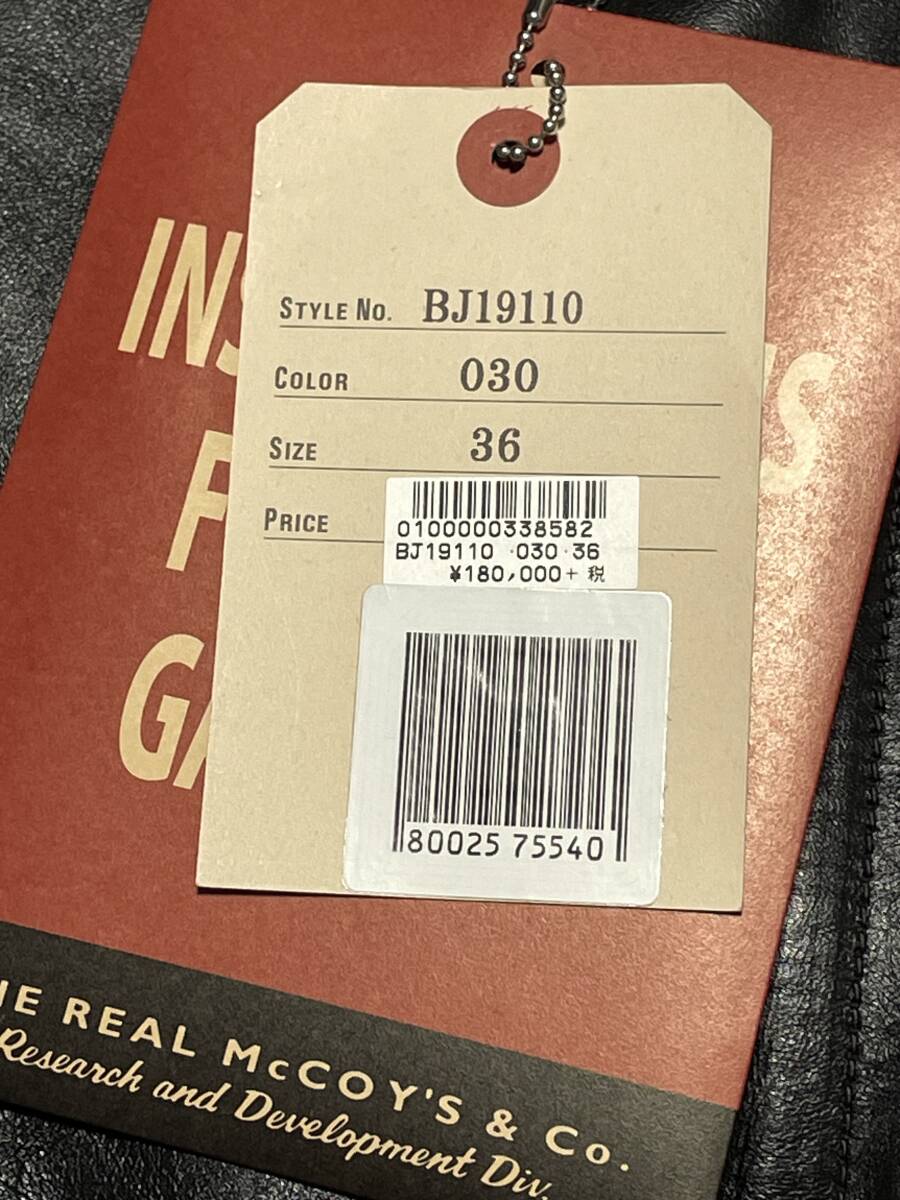 STYLE NO. BJ19110
COLOR 030
SIZE 36
PRICE
0100000338582
BJ19110 030 36
¥180,000+ 税
80025 75540
REAL McCOY'S & Co.
Research and Development Div.